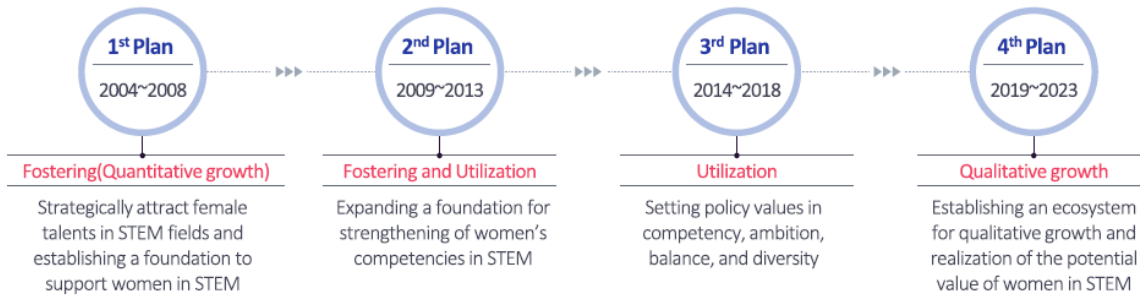 1st Plan
2004~2008
Fostering(Quantitative growth)
Strategically attract female
talents in STEM fields and
establishing a foundation to
support women in STEM
2nd Plan
2009~2013
Fostering and Utilization
Expanding a foundation for
strengthening of women's
competencies in STEM
3rd Plan
2014~2018
Utilization
Setting policy values in
competency, ambition,
balance, and diversity
4th Plan
2019~2023
Qualitative growth
Establishing an ecosystem
for qualitative growth and
realization of the potential
value of women in STEM